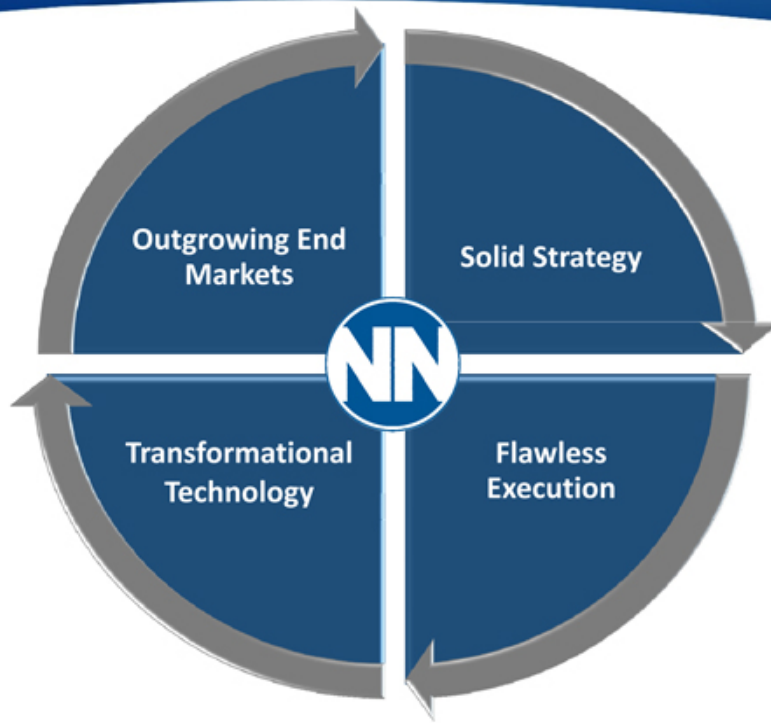 Outgrowing End
Markets
Solid Strategy
NN
Transformational
Technology
Flawless
Execution